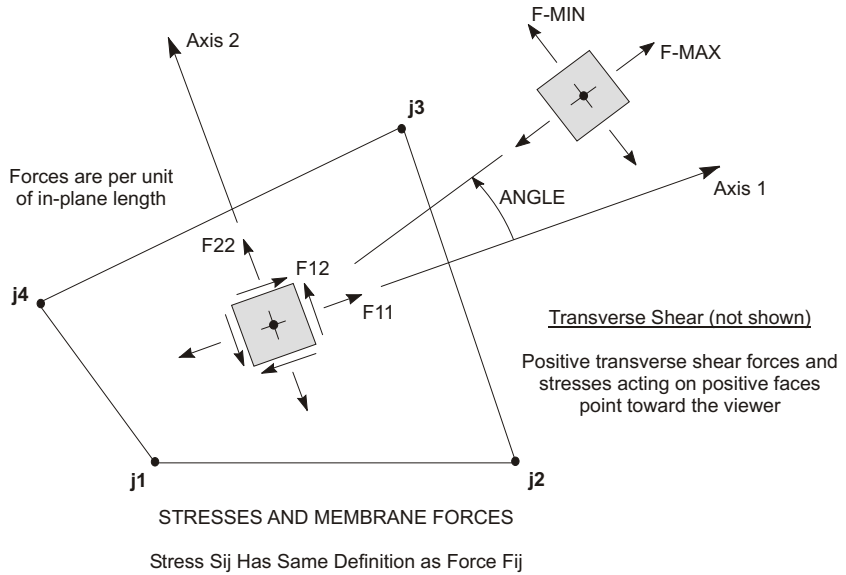 F-MIN
Axis 2
F-MAX
j3
Forces are per unit
of in-plane length
ANGLE
Axis 1
F22
F12
j4
F11
Transverse Shear (not shown)
Positive transverse shear forces and
stresses acting on positive faces
point toward the viewer
j1
j2
STRESSES AND MEMBRANE FORCES
Stress Sij Has Same Definition as Force Fij